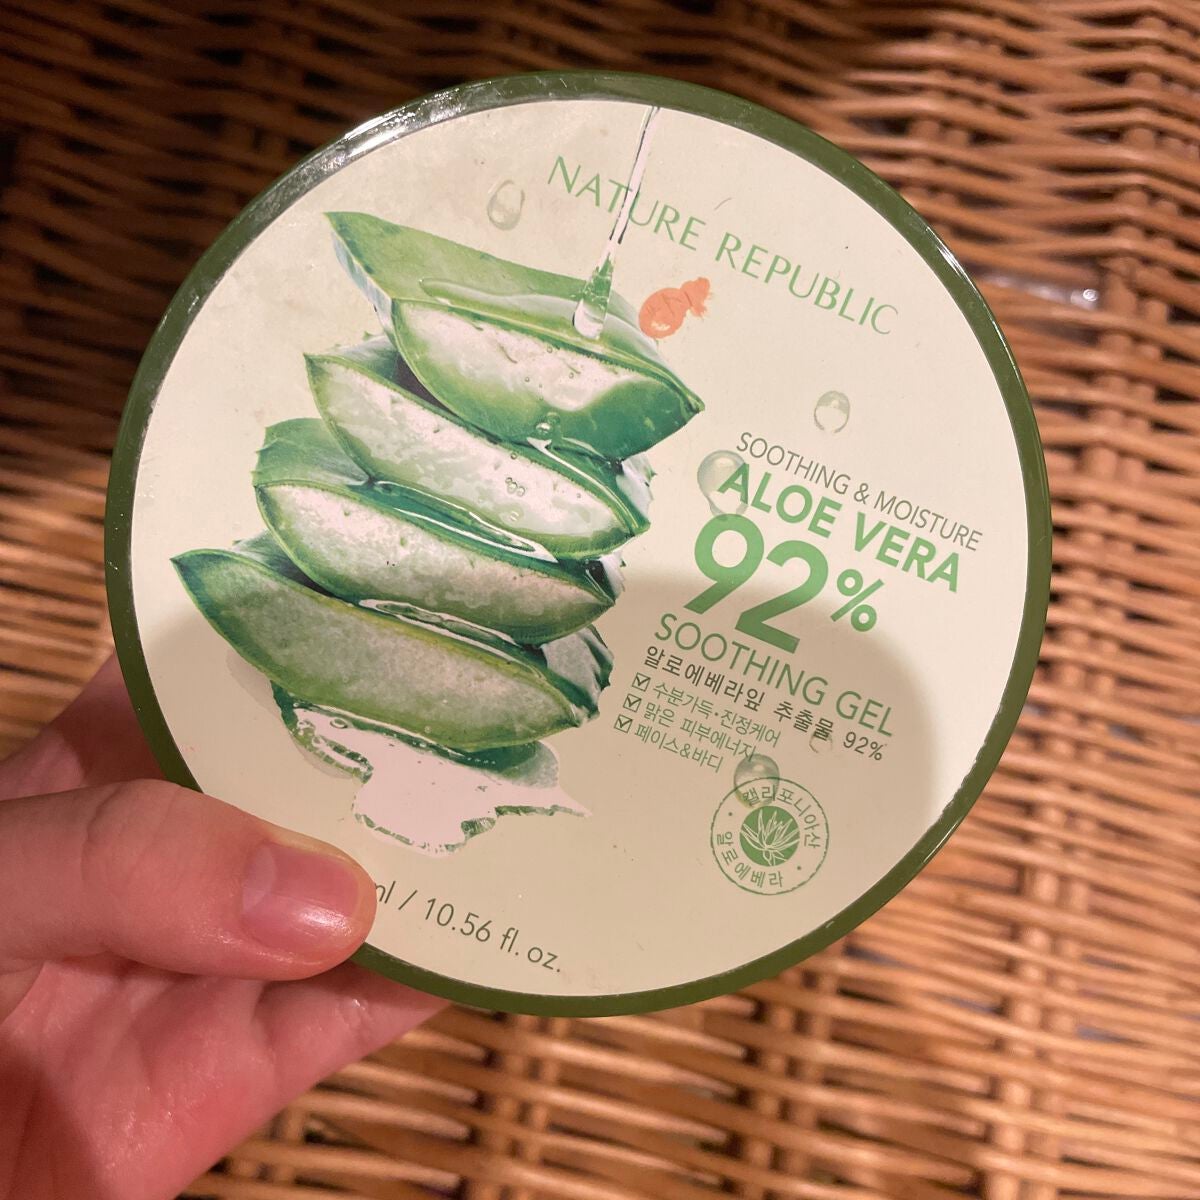 NATURE REPUBLIC
SOOTHING & MOISTURE
ALOE VERA
92%
SOOTHING GEL
알로에베라잎 추출물 92%
수분가득·진정케어
맑은 피부에너지
페이스&바디
캘리포니아산
알로에베라
ml / 10.56 fl. oz.